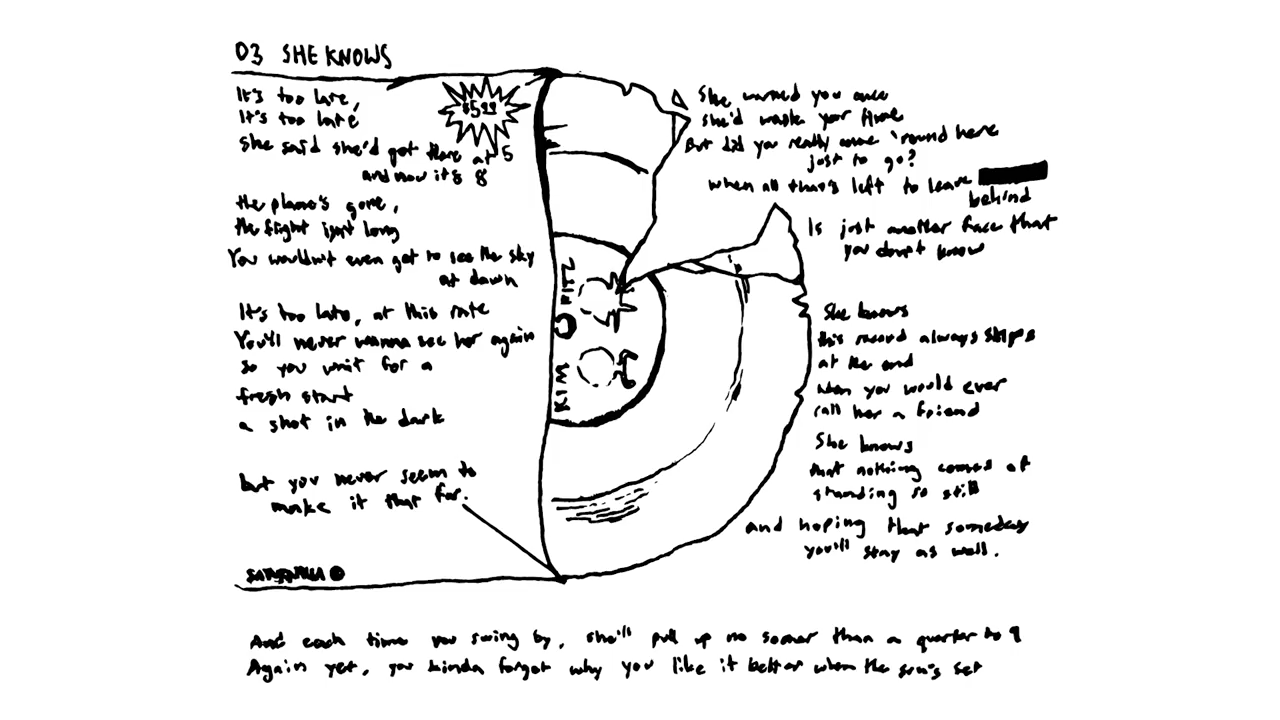 03 SHE KNOWS
It's too late,
It's too late
She said she'd get there at 5
and now it's 8
the plane's gone,
the flight isn't long
You wouldn't even get to see the sky
at dawn
It's too late, at this rate
You'll never wanna see her again
so you wait for a
fresh start
a shot in the dark
but you never seem to
make it that far.
$5.99
KIM
FITZ
She warned you once
she'd waste your time
But did you really come 'round here
just to go?
when all that's left to leave
behind
Is just another face that
you don't know
She knows
this record always skips
at the end
when you would ever
call her a friend
She knows
that nothing comes of
standing so still
and hoping that someday
you'll stay as well.
And each time you swing by, she'll pull up no sooner than a quarter to 9
Again yet, you kinda forgot why you like it better when the sun's set